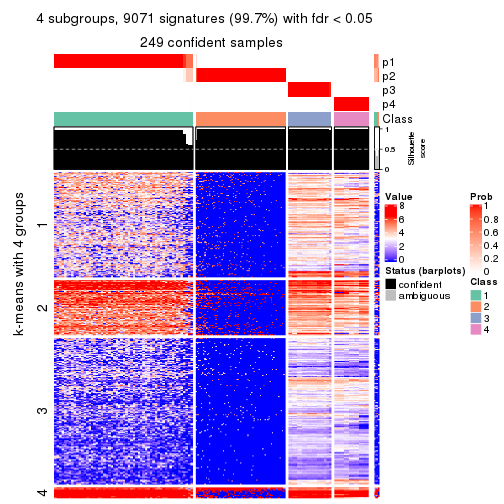 4 subgroups, 9071 signatures (99.7%) with fdr < 0.05
249 confident samples
p1
p2
p3
p4
Class
1
0.5
0
Silhouette
score
k-means with 4 groups
1
2
3
4
Value
8
6
4
2
0
Status (barplots)
confident
ambiguous
Prob
1
0.8
0.6
0.4
0.2
0
Class
1
2
3
4